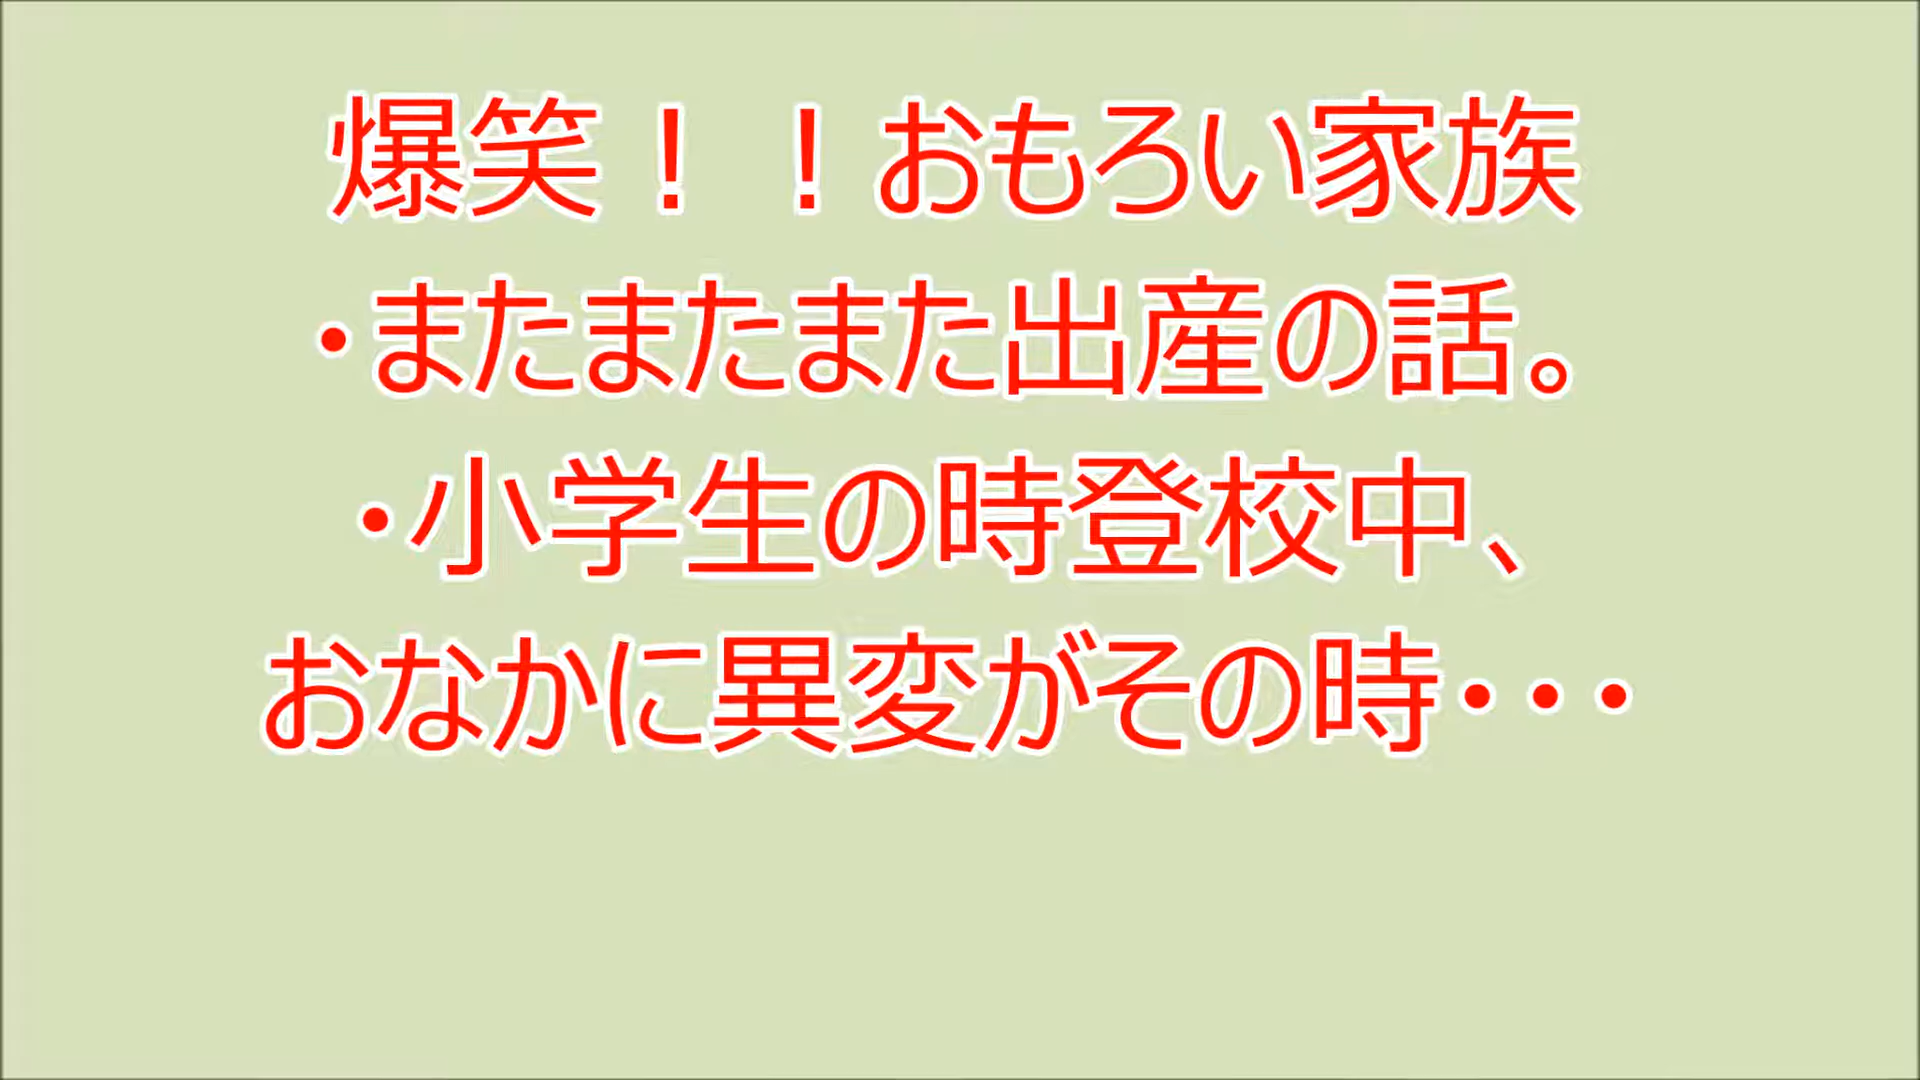 爆笑！！おもろい家族
・またまたまた出産の話。
・小学生の時登校中、
おなかに異変がその時・・・